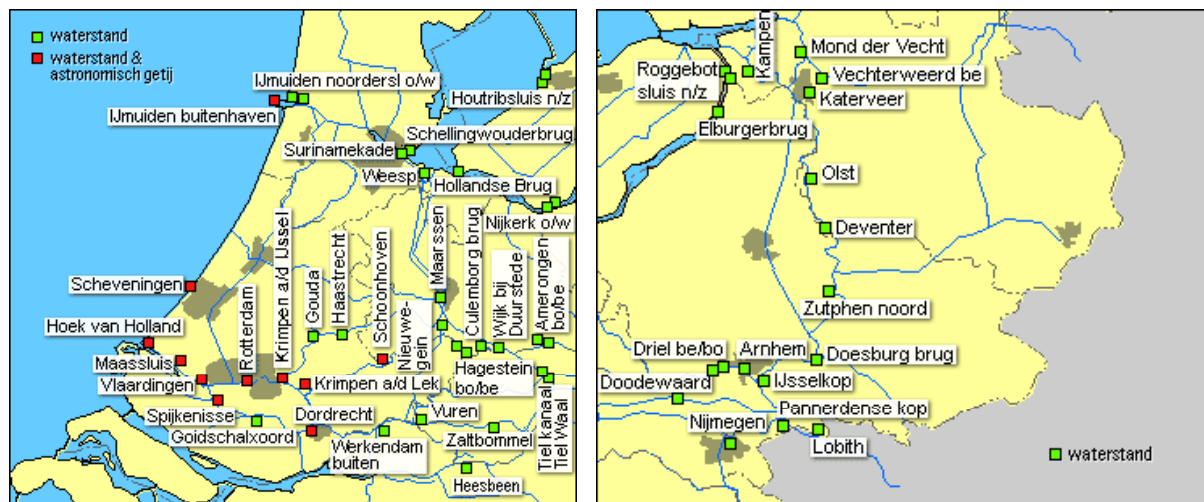 waterstand
waterstand &
astronomisch getij
IJmuiden noordersl o/w
IJmuiden buitenhaven
Houtribsluis n/z
Schellingwouderbrug
Surinamekade
Weesp
Hollandse Brug
Nijkerk o/w
Scheveningen
Hoek van Holland
Maassluis
Vlaardingen
Spijkenisse
Goidschalxoord
Rotterdam
Krimpen a/d IJssel
Gouda
Haastrecht
Schoonhoven
Nieuwe-
gein
Maarssen
Culemborg brug
Wijk bij
Duurstede
Amerongen
bo/be
Hagestein
bo/be
Krimpen a/d Lek
Dordrecht
Werkendam
buiten
Vuren
Zaltbommel
Tiel kanaal
Tiel Waal
Heesbeen
Roggebot
sluis n/z
Kampen
Mond der Vecht
Vechterweerd be
Katerveer
Elburgerbrug
Olst
Deventer
Zutphen noord
Driel be/bo
Arnhem
Doesburg brug
Doodewaard
IJsselkop
Pannerdense kop
Nijmegen
Lobith
waterstand